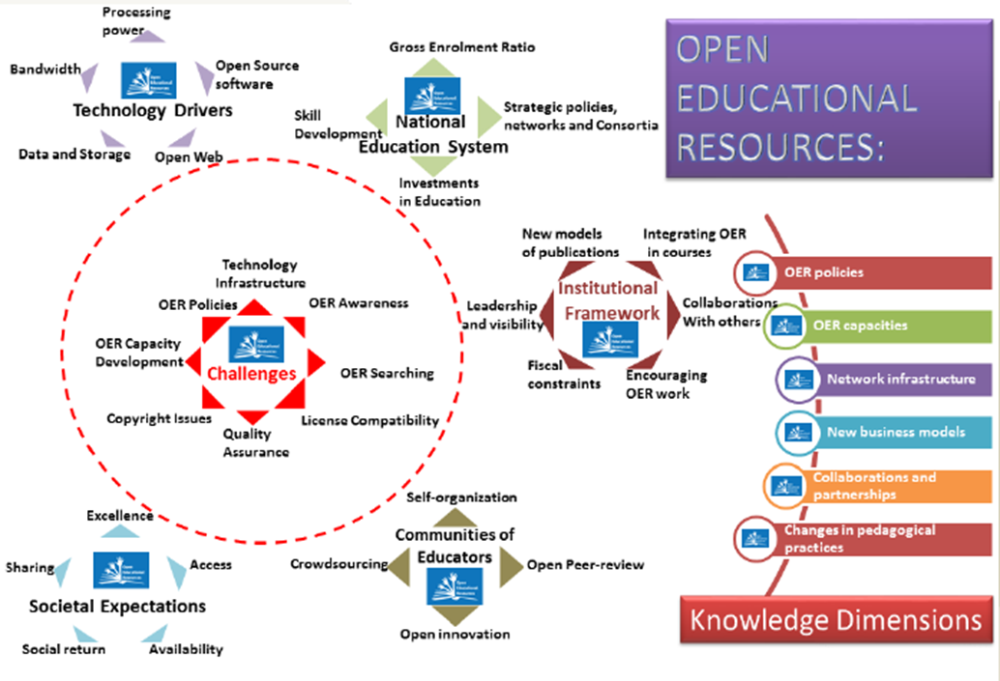 Processing
power
Bandwidth
Open Source
software
Technology Drivers
Data and Storage
Open Web
Gross Enrolment Ratio
Skill
Development
Strategic policies,
networks and Consortia
National
Education System
Investments
in Education
OPEN
EDUCATIONAL
RESOURCES:
Technology
Infrastructure
OER Policies
OER Awareness
OER Capacity
Development
Open
Educational
Resources
Challenges
OER Searching
Copyright Issues
License Compatibility
Quality
Assurance
New models
of publications
Integrating OER
in courses
Institutional
Framework
Leadership
and visibility
Collaborations
With others
Fiscal
constraints
Encouraging
OER work
OER policies
OER capacities
Network infrastructure
New business models
Collaborations and
partnerships
Changes in pedagogical
practices
Knowledge Dimensions
Excellence
Sharing
Access
Societal Expectations
Social return
Availability
Self-organization
Communities of
Educators
Crowdsourcing
Open Peer-review
Open innovation